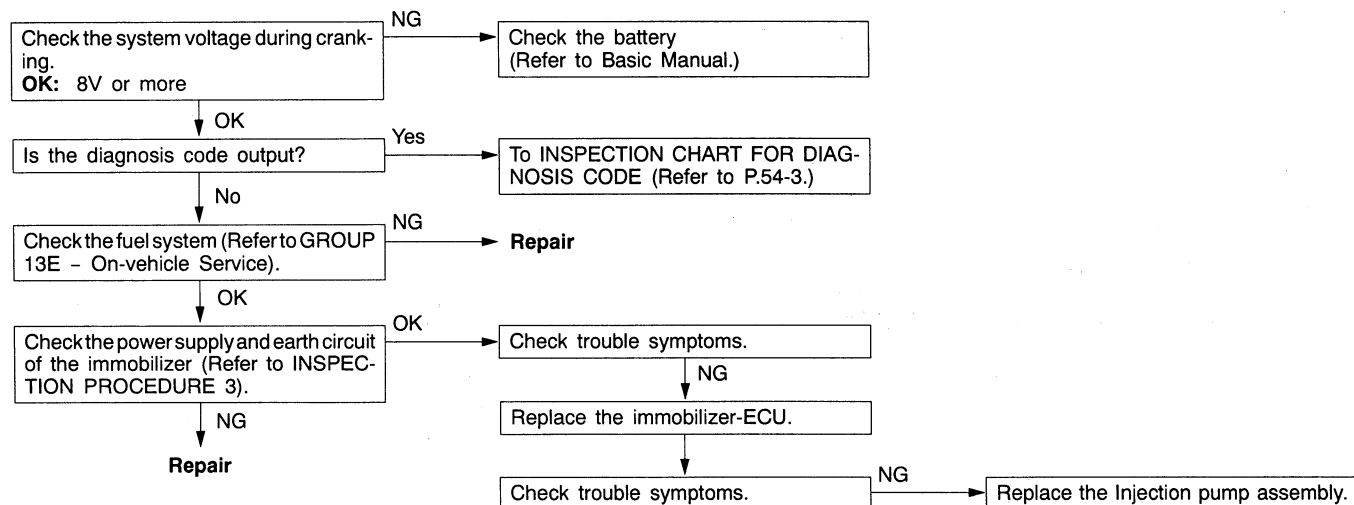 NG
Check the system voltage during crank-
ing.
OK: 8V or more
Check the battery
(Refer to Basic Manual.)
OK
Yes
Is the diagnosis code output?
To INSPECTION CHART FOR DIAG-
NOSIS CODE (Refer to P.54-3.)
No
NG
Check the fuel system (Refer to GROUP
13E – On-vehicle Service).
Repair
OK
OK
Check the power supply and earth circuit
of the immobilizer (Refer to INSPEC-
TION PROCEDURE 3).
Check trouble symptoms.
NG
NG
Replace the immobilizer-ECU.
Repair
NG
Check trouble symptoms.
Replace the Injection pump assembly.